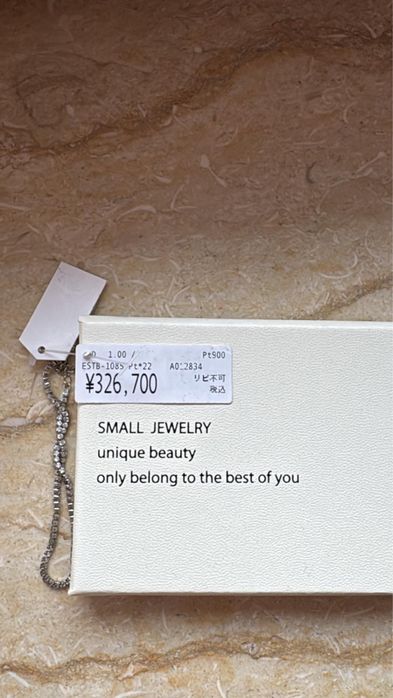 D 1.00 / Pt900
ESTB-1085 Pt*22 A012834
¥326,700 リピ不可
税込
SMALL JEWELRY
unique beauty
only belong to the best of you